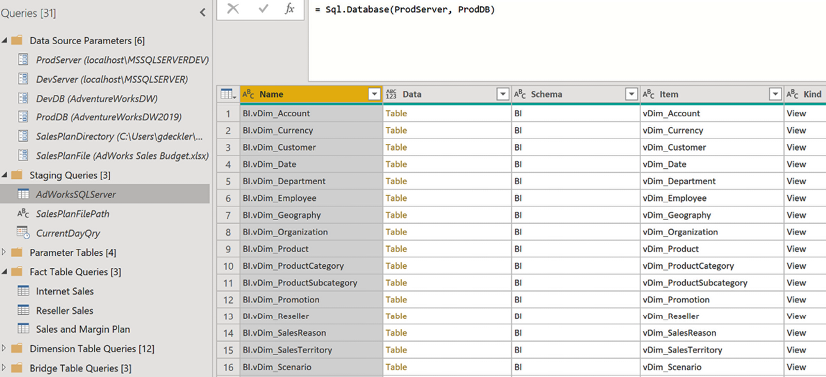 Queries [31]
Data Source Parameters [6]
ProdServer (localhost\MSSQLSERVERDEV)
DevServer (localhost\MSSQLSERVER)
DevDB (AdventureWorksDW)
ProdDB (AdventureWorksDW2019)
SalesPlanDirectory (C:\Users\gdeckler\...
SalesPlanFile (AdWorks Sales Budget.xlsx)
Staging Queries [3]
AdWorksSQLServer
SalesPlanFilePath
CurrentDayQry
Parameter Tables [4]
Fact Table Queries [3]
Internet Sales
Reseller Sales
Sales and Margin Plan
Dimension Table Queries [12]
Bridge Table Queries [3]
fx
= Sql.Database(ProdServer, ProdDB)
ABC Name ABC 123 Data ABC Schema ABC Item ABC Kind
1 BI.vDim_Account Table BI vDim_Account View
2 BI.vDim_Currency Table BI vDim_Currency View
3 BI.vDim_Customer Table BI vDim_Customer View
4 BI.vDim_Date Table BI vDim_Date View
5 BI.vDim_Department Table BI vDim_Department View
6 BI.vDim_Employee Table BI vDim_Employee View
7 BI.vDim_Geography Table BI vDim_Geography View
8 BI.vDim_Organization Table BI vDim_Organization View
9 BI.vDim_Product Table BI vDim_Product View
10 BI.vDim_ProductCategory Table BI vDim_ProductCategory View
11 BI.vDim_ProductSubcategory Table BI vDim_ProductSubcategory View
12 BI.vDim_Promotion Table BI vDim_Promotion View
13 BI.vDim_Reseller Table BI vDim_Reseller View
14 BI.vDim_SalesReason Table BI vDim_SalesReason View
15 BI.vDim_SalesTerritory Table BI vDim_SalesTerritory View
16 BI.vDim_Scenario Table BI vDim_Scenario View